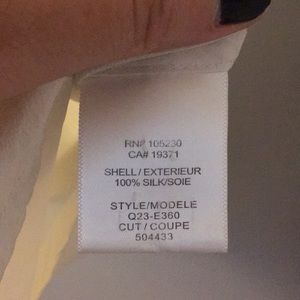 RN# 105230
CA# 19371
SHELL/EXTERIEUR
100% SILK/SOIE
STYLE/MODELE
Q23-E360
CUT/COUPE
504433